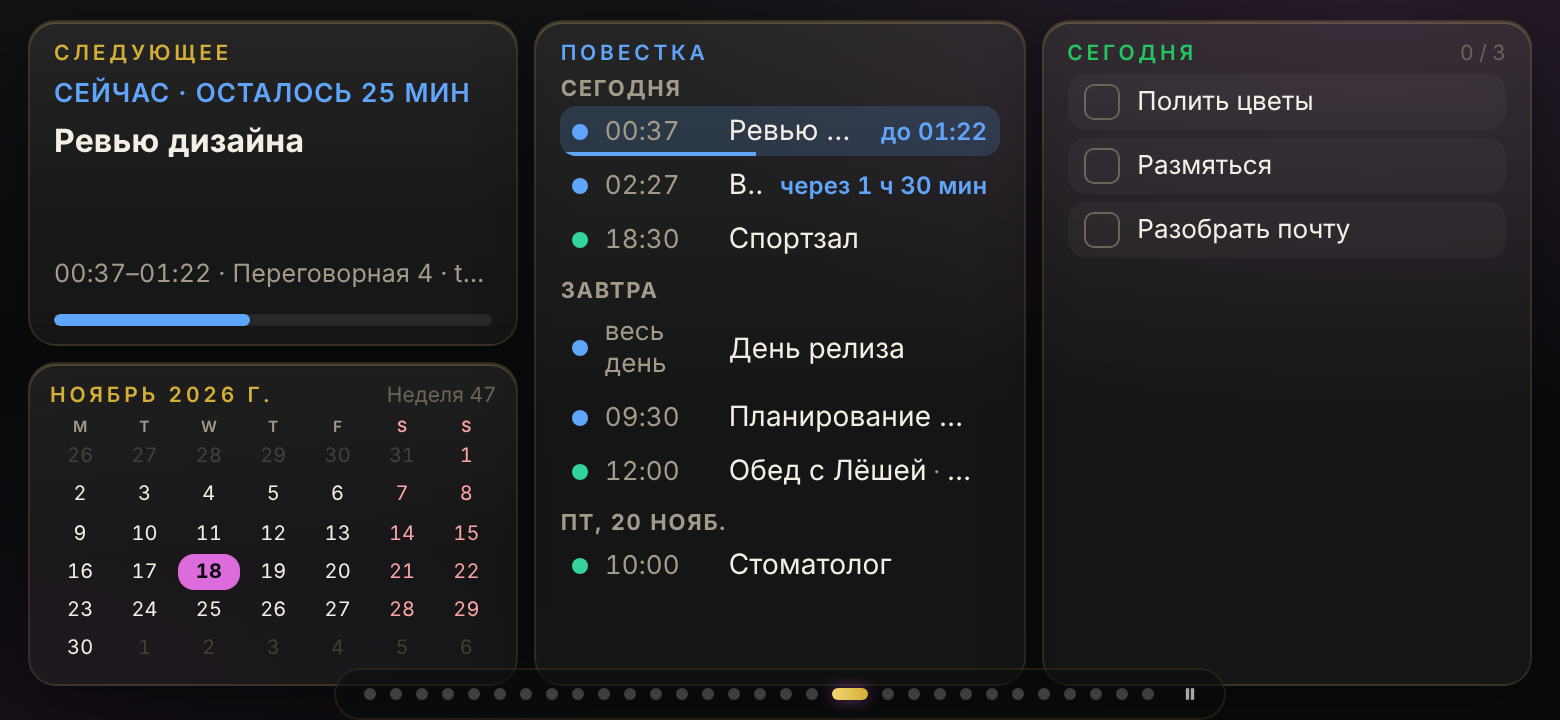 СЛЕДУЮЩЕЕ
СЕЙЧАС · ОСТАЛОСЬ 25 МИН
Ревью дизайна
00:37–01:22 · Переговорная 4 · t…
НОЯБРЬ 2026 Г. Неделя 47
M T W T F S S
26 27 28 29 30 31 1
2 3 4 5 6 7 8
9 10 11 12 13 14 15
16 17 18 19 20 21 22
23 24 25 26 27 28 29
30 1 2 3 4 5 6
ПОВЕСТКА
СЕГОДНЯ
00:37 Ревью … до 01:22
02:27 В.. через 1 ч 30 мин
18:30 Спортзал
ЗАВТРА
весь
день
День релиза
09:30 Планирование …
12:00 Обед с Лёшей · …
ПТ, 20 НОЯБ.
10:00 Стоматолог
СЕГОДНЯ 0 / 3
Полить цветы
Размяться
Разобрать почту